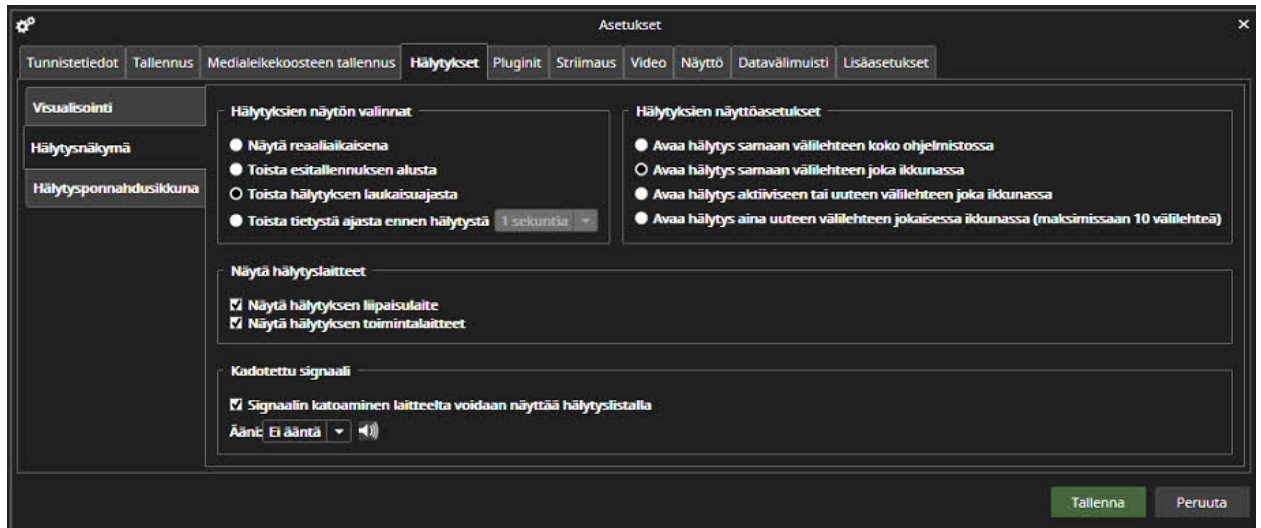 Asetukset
Tunnistetiedot Tallennus Medialeikekoosteen tallennus Hälytykset Pluginit Striimaus Video Näyttö Datavälimuisti Lisäasetukset
Visualisointi
Hälytysnäkymä
Hälytysponnahdusikkuna
Hälytyksien näytön valinnat
Näytä reaaliaikaisena
Toista esitallennuksen alusta
Toista hälytyksen laukaisuajasta
Toista tietystä ajasta ennen hälytystä 1 sekuntia
Hälytyksien näyttöasetukset
Avaa hälytys samaan välilehteen koko ohjelmistossa
Avaa hälytys samaan välilehteen joka ikkunassa
Avaa hälytys aktiiviseen tai uuteen välilehteen joka ikkunassa
Avaa hälytys aina uuteen välilehteen jokaisessa ikkunassa (maksimissaan 10 välilehteä)
Näytä hälytyslaitteet
Näytä hälytyksen liipaisulaite
Näytä hälytyksen toimintalaitteet
Kadotettu signaali
Signaalin katoaminen laitteelta voidaan näyttää hälytyslistalla
Ääni: Ei ääntä
Tallenna Peruuta